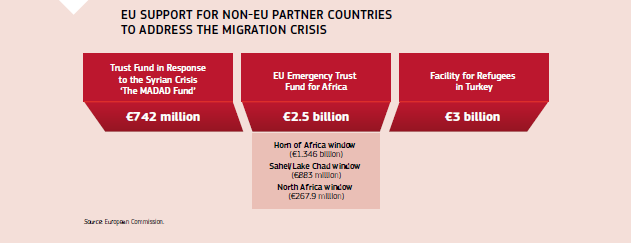 EU SUPPORT FOR NON-EU PARTNER COUNTRIES
TO ADDRESS THE MIGRATION CRISIS
Trust Fund in Response
to the Syrian Crisis
‘The MADAD Fund’
€742 million
EU Emergency Trust
Fund for Africa
€2.5 billion
Horn of Africa window
(€1.346 billion)
Sahel/Lake Chad window
(€883 million)
North Africa window
(€267.9 million)
Facility for Refugees
in Turkey
€3 billion
Source: European Commission.